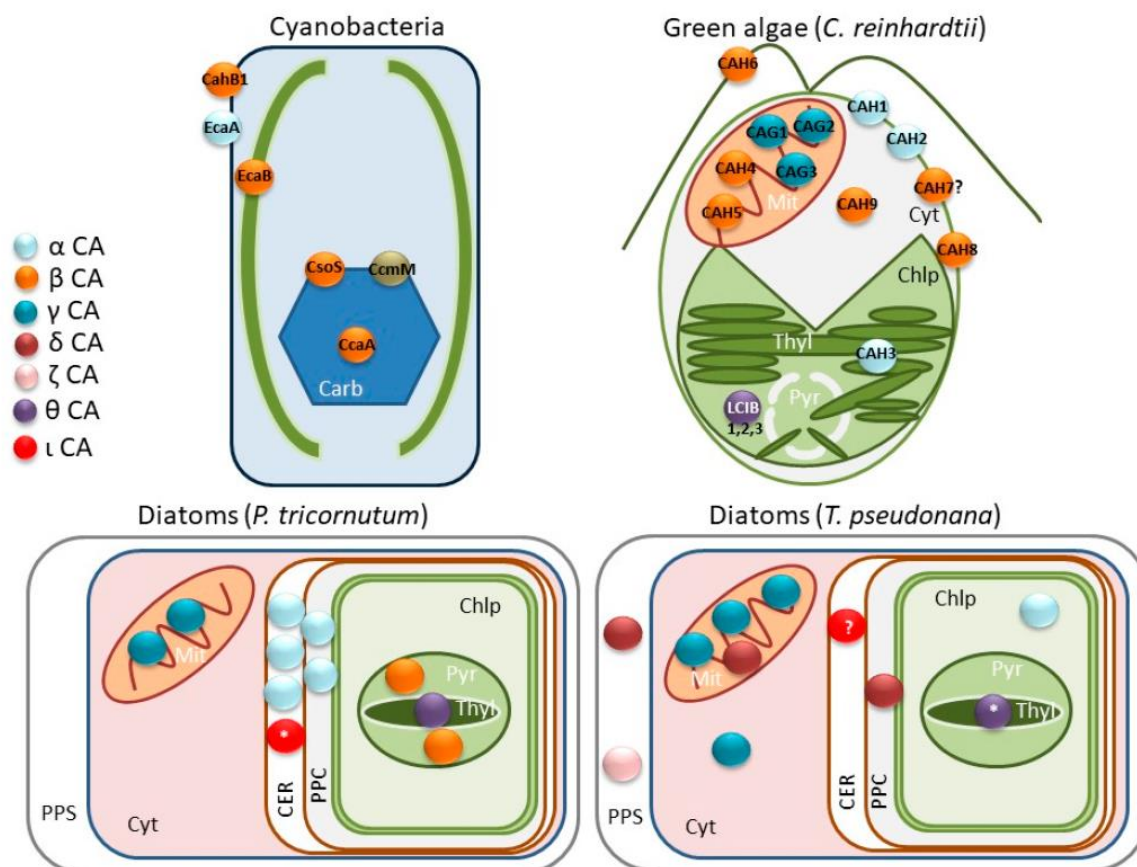 Cyanobacteria
CahB1
EcaA
EcaB
CsoS
CcmM
CcaA
Carb
Green algae (C. reinhardtii)
CAH6
CAH1
CAG1
CAG2
CAH2
CAH4
CAG3
Mit
CAH9
CAH7?
CAH5
Cyt
CAH8
Chlp
Thyl
CAH3
Pyr
LCIB
1,2,3
α CA
β CA
γ CA
δ CA
ζ CA
θ CA
ι CA
Diatoms (P. tricornutum)
Chlp
Mit
Pyr
Thyl
*
CER
PPC
PPS
Cyt
Diatoms (T. pseudonana)
Chlp
?
Mit
Pyr
*
Thyl
CER
PPC
PPS
Cyt